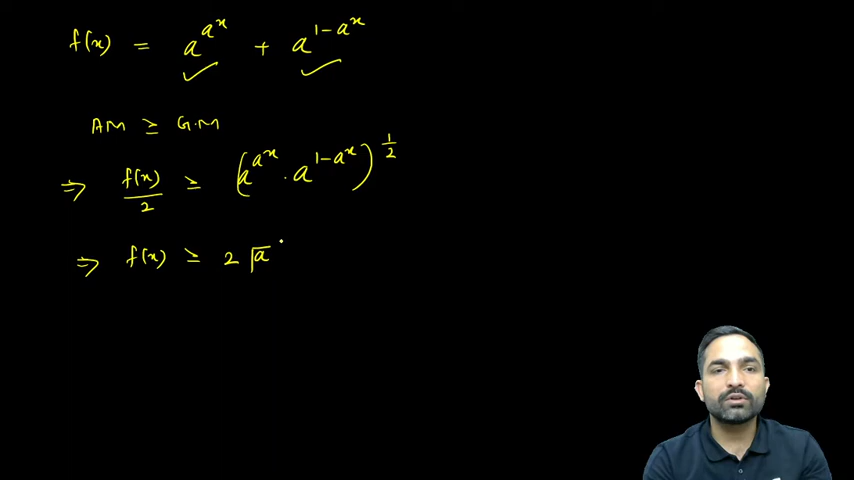 f(x) = a^{a^x} + a^{1-a^x}
AM ≥ G.M
⇒ f(x)/2 ≥ (a^{a^x} · a^{1-a^x})^{1/2}
⇒ f(x) ≥ 2√a